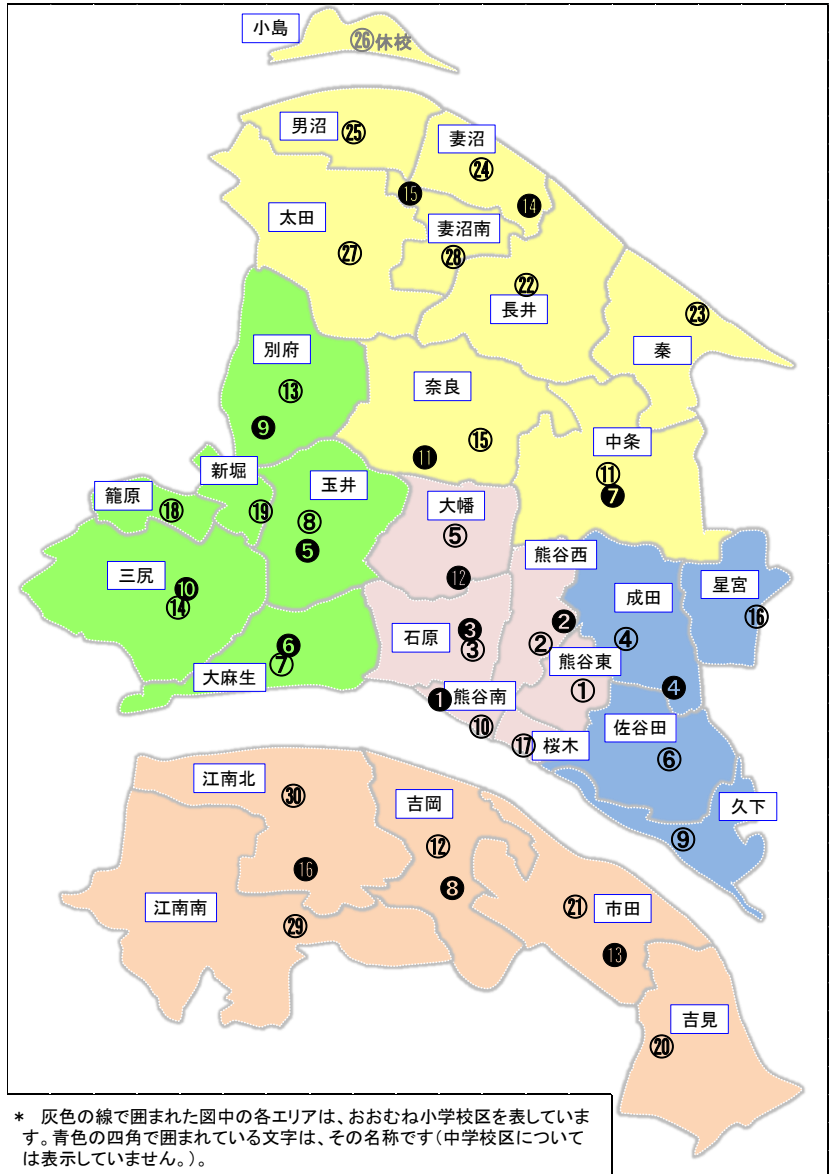 小島
㉖休校
男沼
㉕
妻沼
㉔
⓯
⓮
太田
㉗
妻沼南
㉘
㉒
長井
㉓
秦
別府
⑬
❾
奈良
⑮
⓫
中条
⑪
❼
新堀
⑲
籠原
⑱
玉井
⑧
❺
大幡
⑤
⓬
熊谷西
❷
②
成田
④
❹
星宮
⑯
三尻
❿
⑭
石原
❸
③
熊谷東
①
大麻生
❻
⑦
❶
熊谷南
⑩
⑰
桜木
佐谷田
⑥
久下
⑨
江南北
㉚
⓰
吉岡
⑫
❽
江南南
㉙
㉑
市田
⓭
吉見
⑳
* 灰色の線で囲まれた図中の各エリアは、おおむね小学校区を表していま
す。青色の四角で囲まれている文字は、その名称です(中学校区について
は表示していません。)。